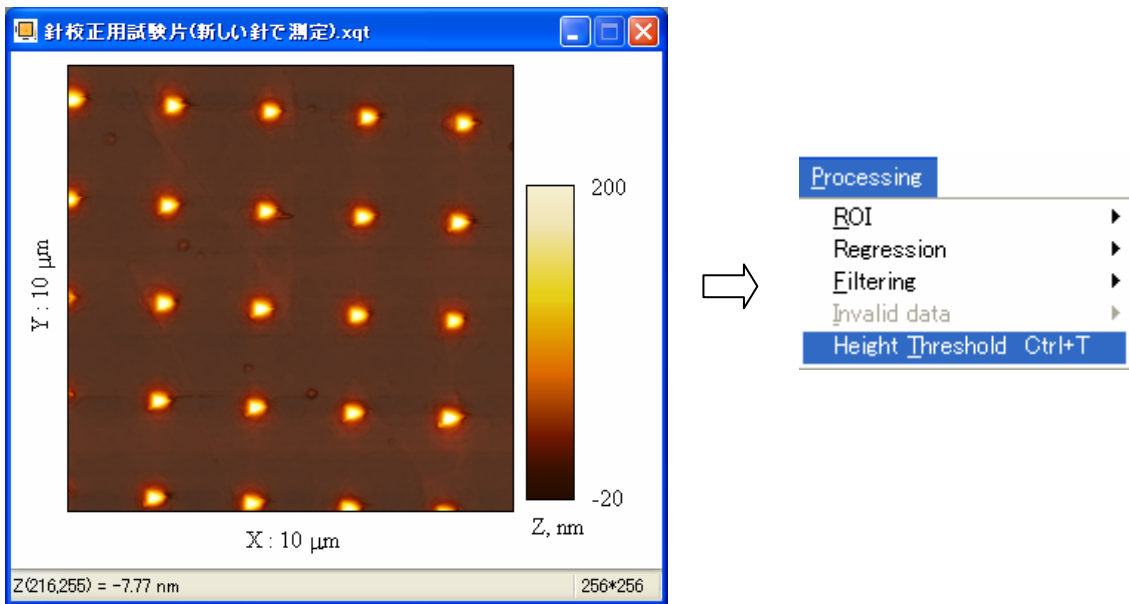 針校正用試験片(新しい針で測定).xqt
200
-20
Z, nm
Y : 10 μm
X : 10 μm
Z(216,255) = -7.77 nm
256*256
Processing
ROI
Regression
Filtering
Invalid data
Height Threshold Ctrl+T